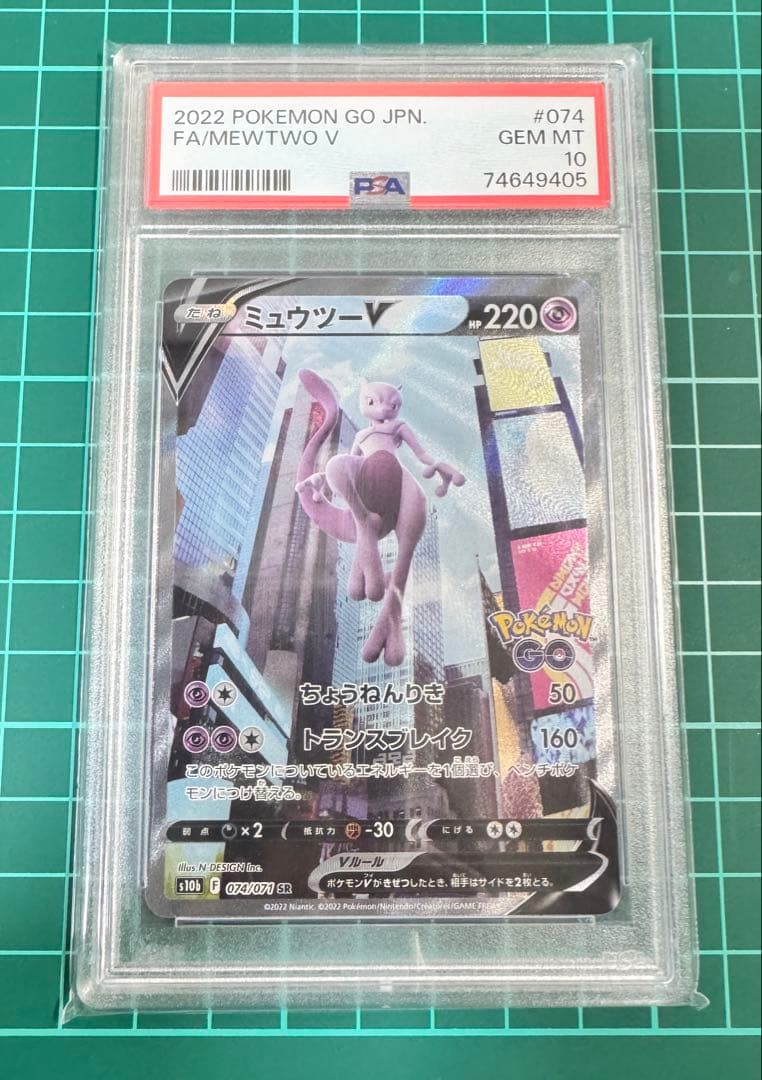 2022 POKEMON GO JPN. #074
FA/MEWTWO V GEM MT
10
PSA 74649405
たね ミュウツーV HP 220
Pokémon GO
ちょうねんりき 50
トランスブレイク 160
このポケモンについているエネルギーを1個選び、ベンチポケ
モンにつけ替える。
弱点 ×2 抵抗力 -30 にげる
Illus. N-DESIGN Inc.
Vルール
s10b F 074/071 SR ポケモンVがきぜつしたとき、相手はサイドを2枚とる。
©2022 Niantic. ©2022 Pokémon/Nintendo/Creatures/GAME FREAK